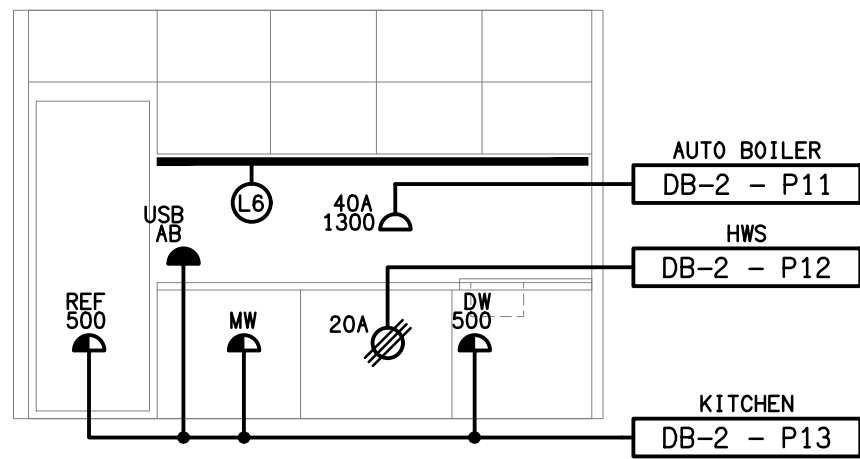 AUTO BOILER
DB-2 - P11
L6
40A
1300
USB
AB
HWS
DB-2 - P12
REF
500
MW
20A
DW
500
KITCHEN
DB-2 - P13